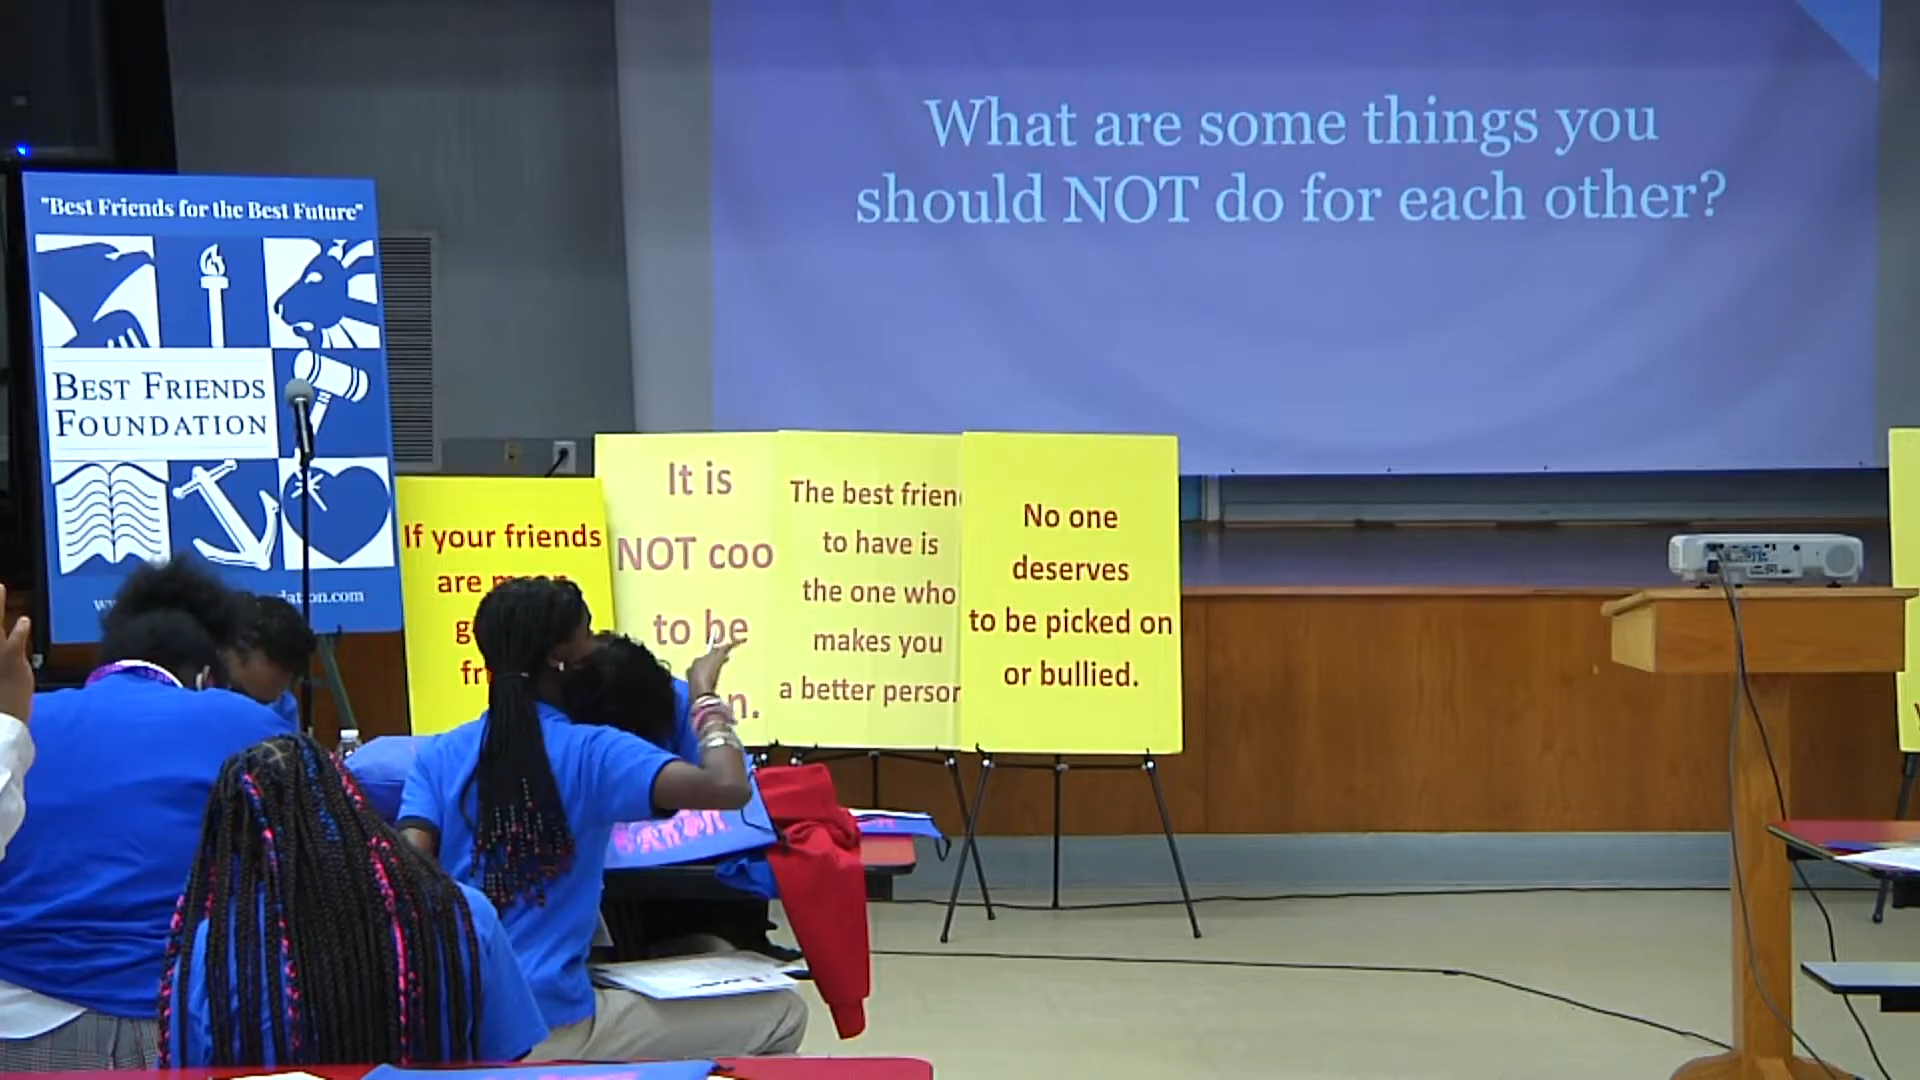 What are some things you
should NOT do for each other?
"Best Friends for the Best Future"
BEST FRIENDS
FOUNDATION
If your friends
are
It is
NOT coo
to be
n.
The best frien
to have is
the one who
makes you
a better person
No one
deserves
to be picked on
or bullied.